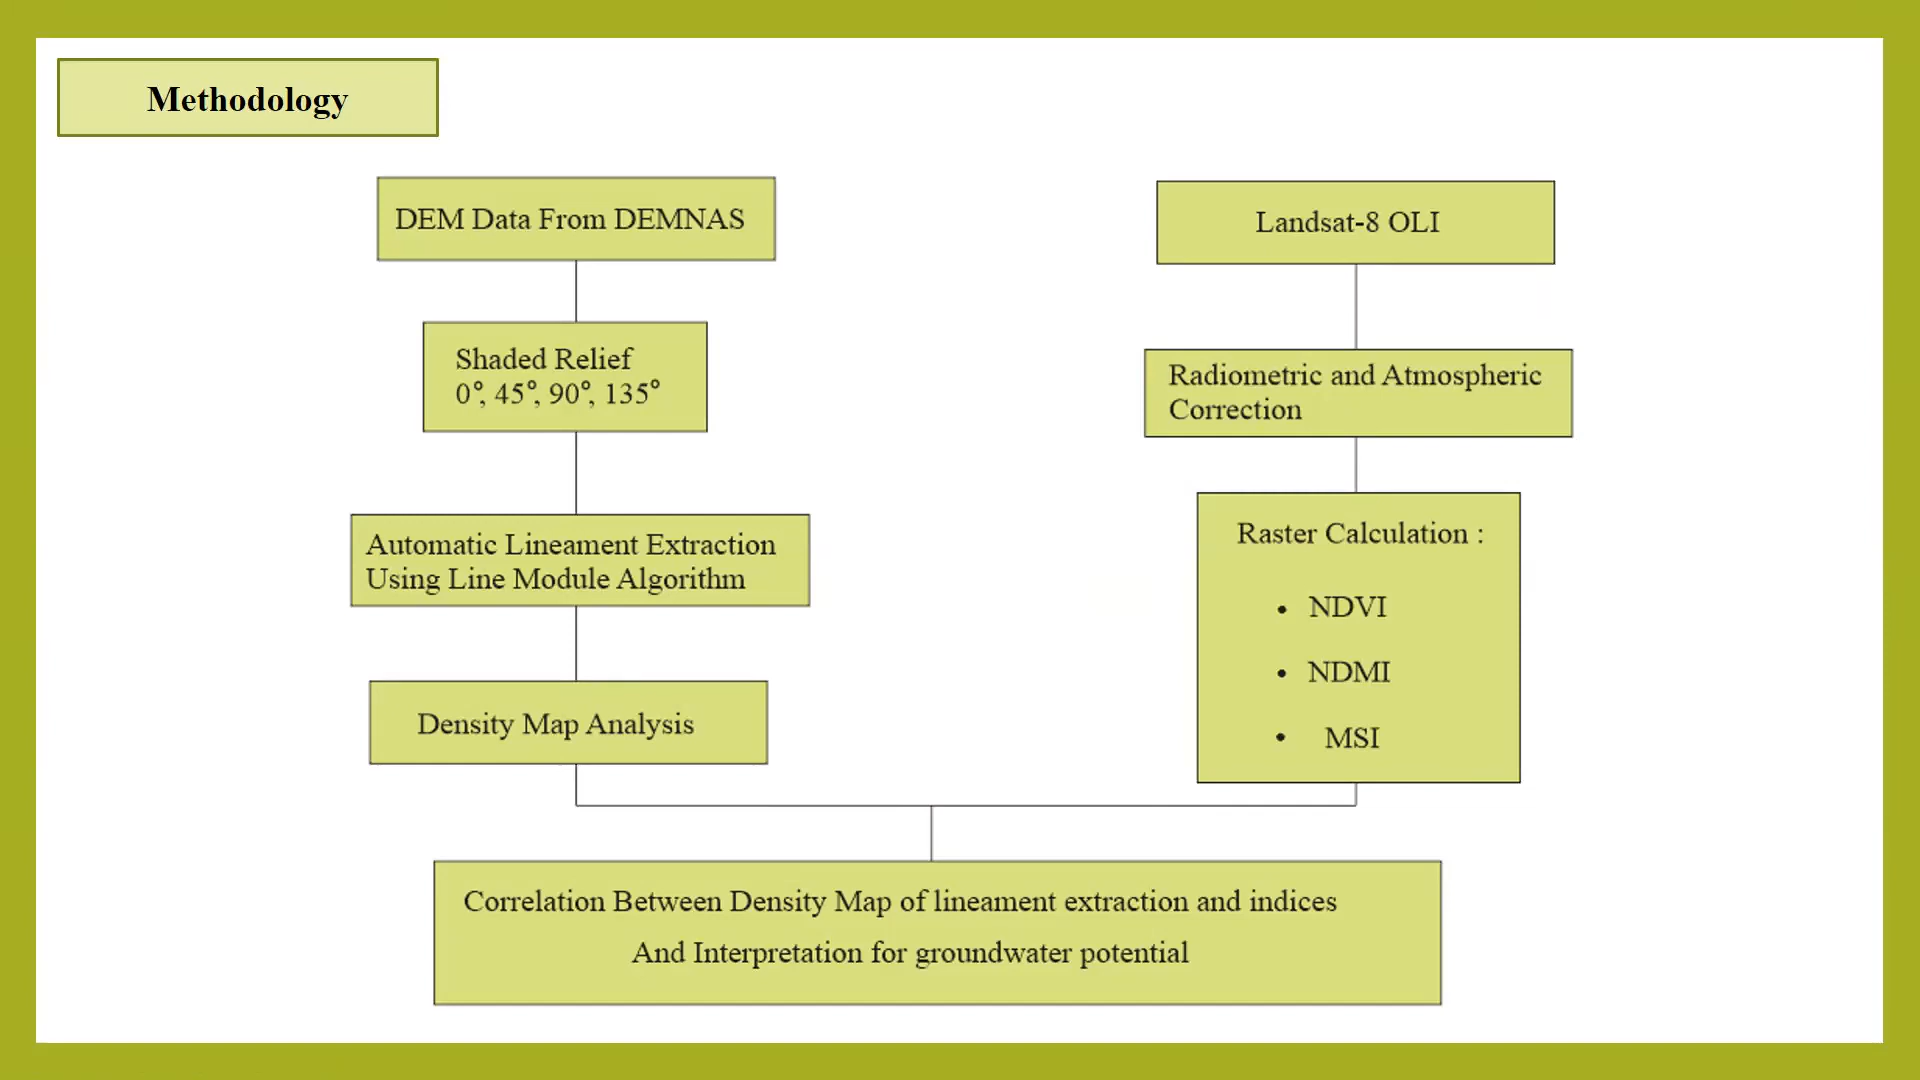 Methodology
DEM Data From DEMNAS
Shaded Relief
0°, 45°, 90°, 135°
Automatic Lineament Extraction
Using Line Module Algorithm
Density Map Analysis
Landsat-8 OLI
Radiometric and Atmospheric
Correction
Raster Calculation :
• NDVI
• NDMI
• MSI
Correlation Between Density Map of lineament extraction and indices
And Interpretation for groundwater potential